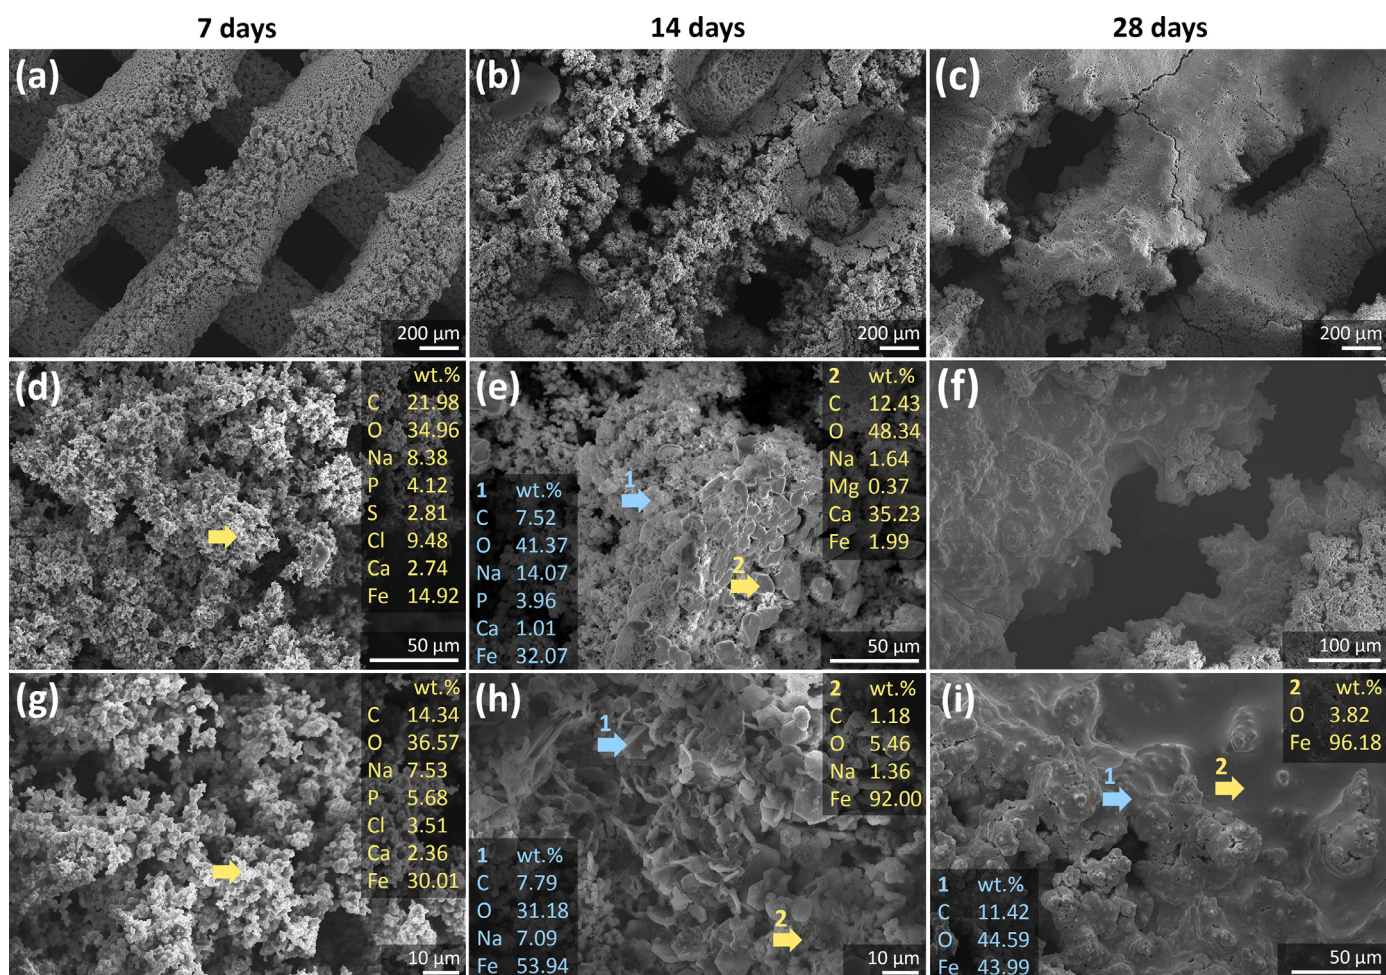 7 days
14 days
28 days
(a)
200 μm
(b)
200 μm
(c)
200 μm
(d)
wt.%
C 21.98
O 34.96
Na 8.38
P 4.12
S 2.81
Cl 9.48
Ca 2.74
Fe 14.92
50 μm
(e)
1
1 wt.%
C 7.52
O 41.37
Na 14.07
P 3.96
Ca 1.01
Fe 32.07
2
2 wt.%
C 12.43
O 48.34
Na 1.64
Mg 0.37
Ca 35.23
Fe 1.99
50 μm
(f)
100 μm
(g)
wt.%
C 14.34
O 36.57
Na 7.53
P 5.68
Cl 3.51
Ca 2.36
Fe 30.01
10 μm
(h)
1
1 wt.%
C 7.79
O 31.18
Na 7.09
Fe 53.94
2
2 wt.%
C 1.18
O 5.46
Na 1.36
Fe 92.00
10 μm
(i)
1
1 wt.%
C 11.42
O 44.59
Fe 43.99
2
2 wt.%
O 3.82
Fe 96.18
50 μm